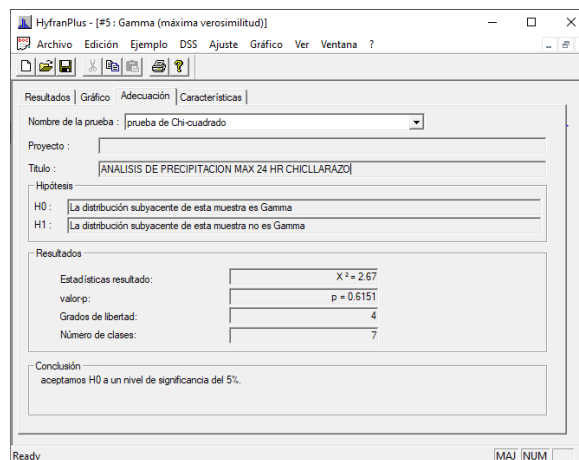 HyfranPlus - [#5 : Gamma (máxima verosimilitud)]
Archivo Edición Ejemplo DSS Ajuste Gráfico Ver Ventana ?
Resultados Gráfico Adecuación Características
Nombre de la prueba : prueba de Chi-cuadrado
Proyecto :
Titulo : ANALISIS DE PRECIPITACION MAX 24 HR CHICLLARAZO
Hipótesis
H0 : La distribución subyacente de esta muestra es Gamma
H1 : La distribución subyacente de esta muestra no es Gamma
Resultados
Estadísticas resultado: X² = 2.67
valor-p: p = 0.6151
Grados de libertad: 4
Número de clases: 7
Conclusión
aceptamos H0 a un nivel de significancia del 5%.
Ready MAJ NUM